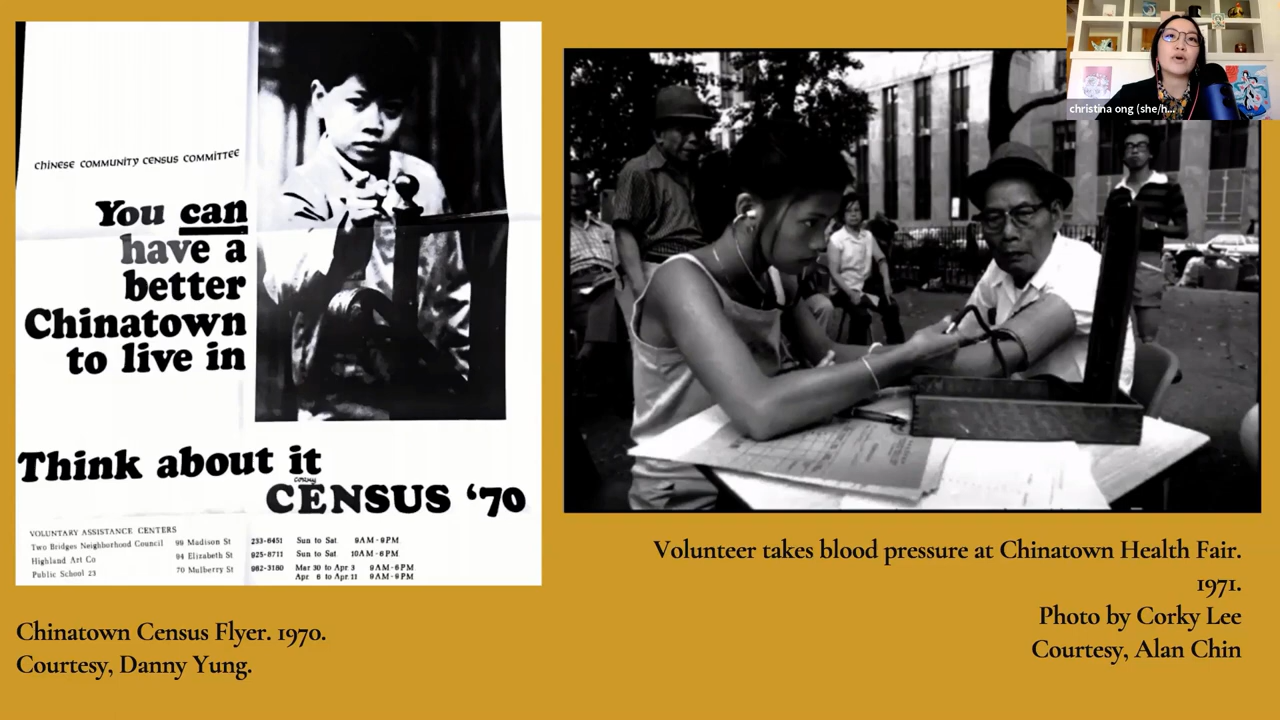 CHINESE COMMUNITY CENSUS COMMITTEE
You can
have a
better
Chinatown
to live in
Think about it
CENSUS '70
VOLUNTARY ASSISTANCE CENTERS
Two Bridges Neighborhood Council 99 Madison St 233-6451 Sun to Sat 9AM-9PM
Highland Art Co 94 Elizabeth St 925-8711 Sun to Sat 10AM-6PM
Public School 23 70 Mulberry St 962-3180 Mar 30 to Apr 3 9AM-6PM
Apr 6 to Apr 11 9AM-9PM
Chinatown Census Flyer. 1970.
Courtesy, Danny Yung.
christina ong (she/h...
Volunteer takes blood pressure at Chinatown Health Fair.
1971.
Photo by Corky Lee
Courtesy, Alan Chin